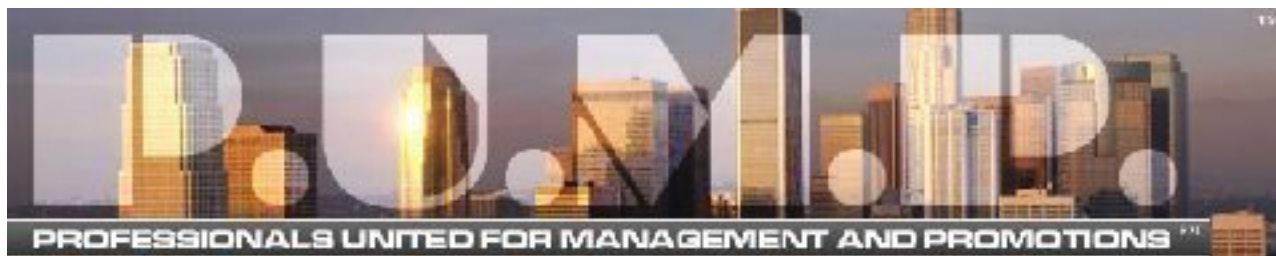 P.U.M.P.
PROFESSIONALS UNITED FOR MANAGEMENT AND PROMOTIONS